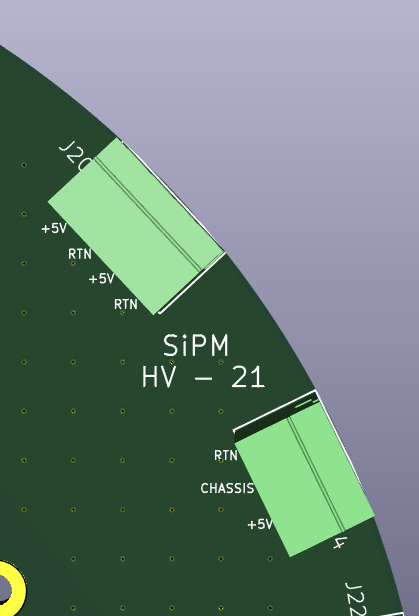 J20
+5V
RTN
+5V
RTN
SiPM
HV - 21
RTN
CHASSIS
+5V
4
J22